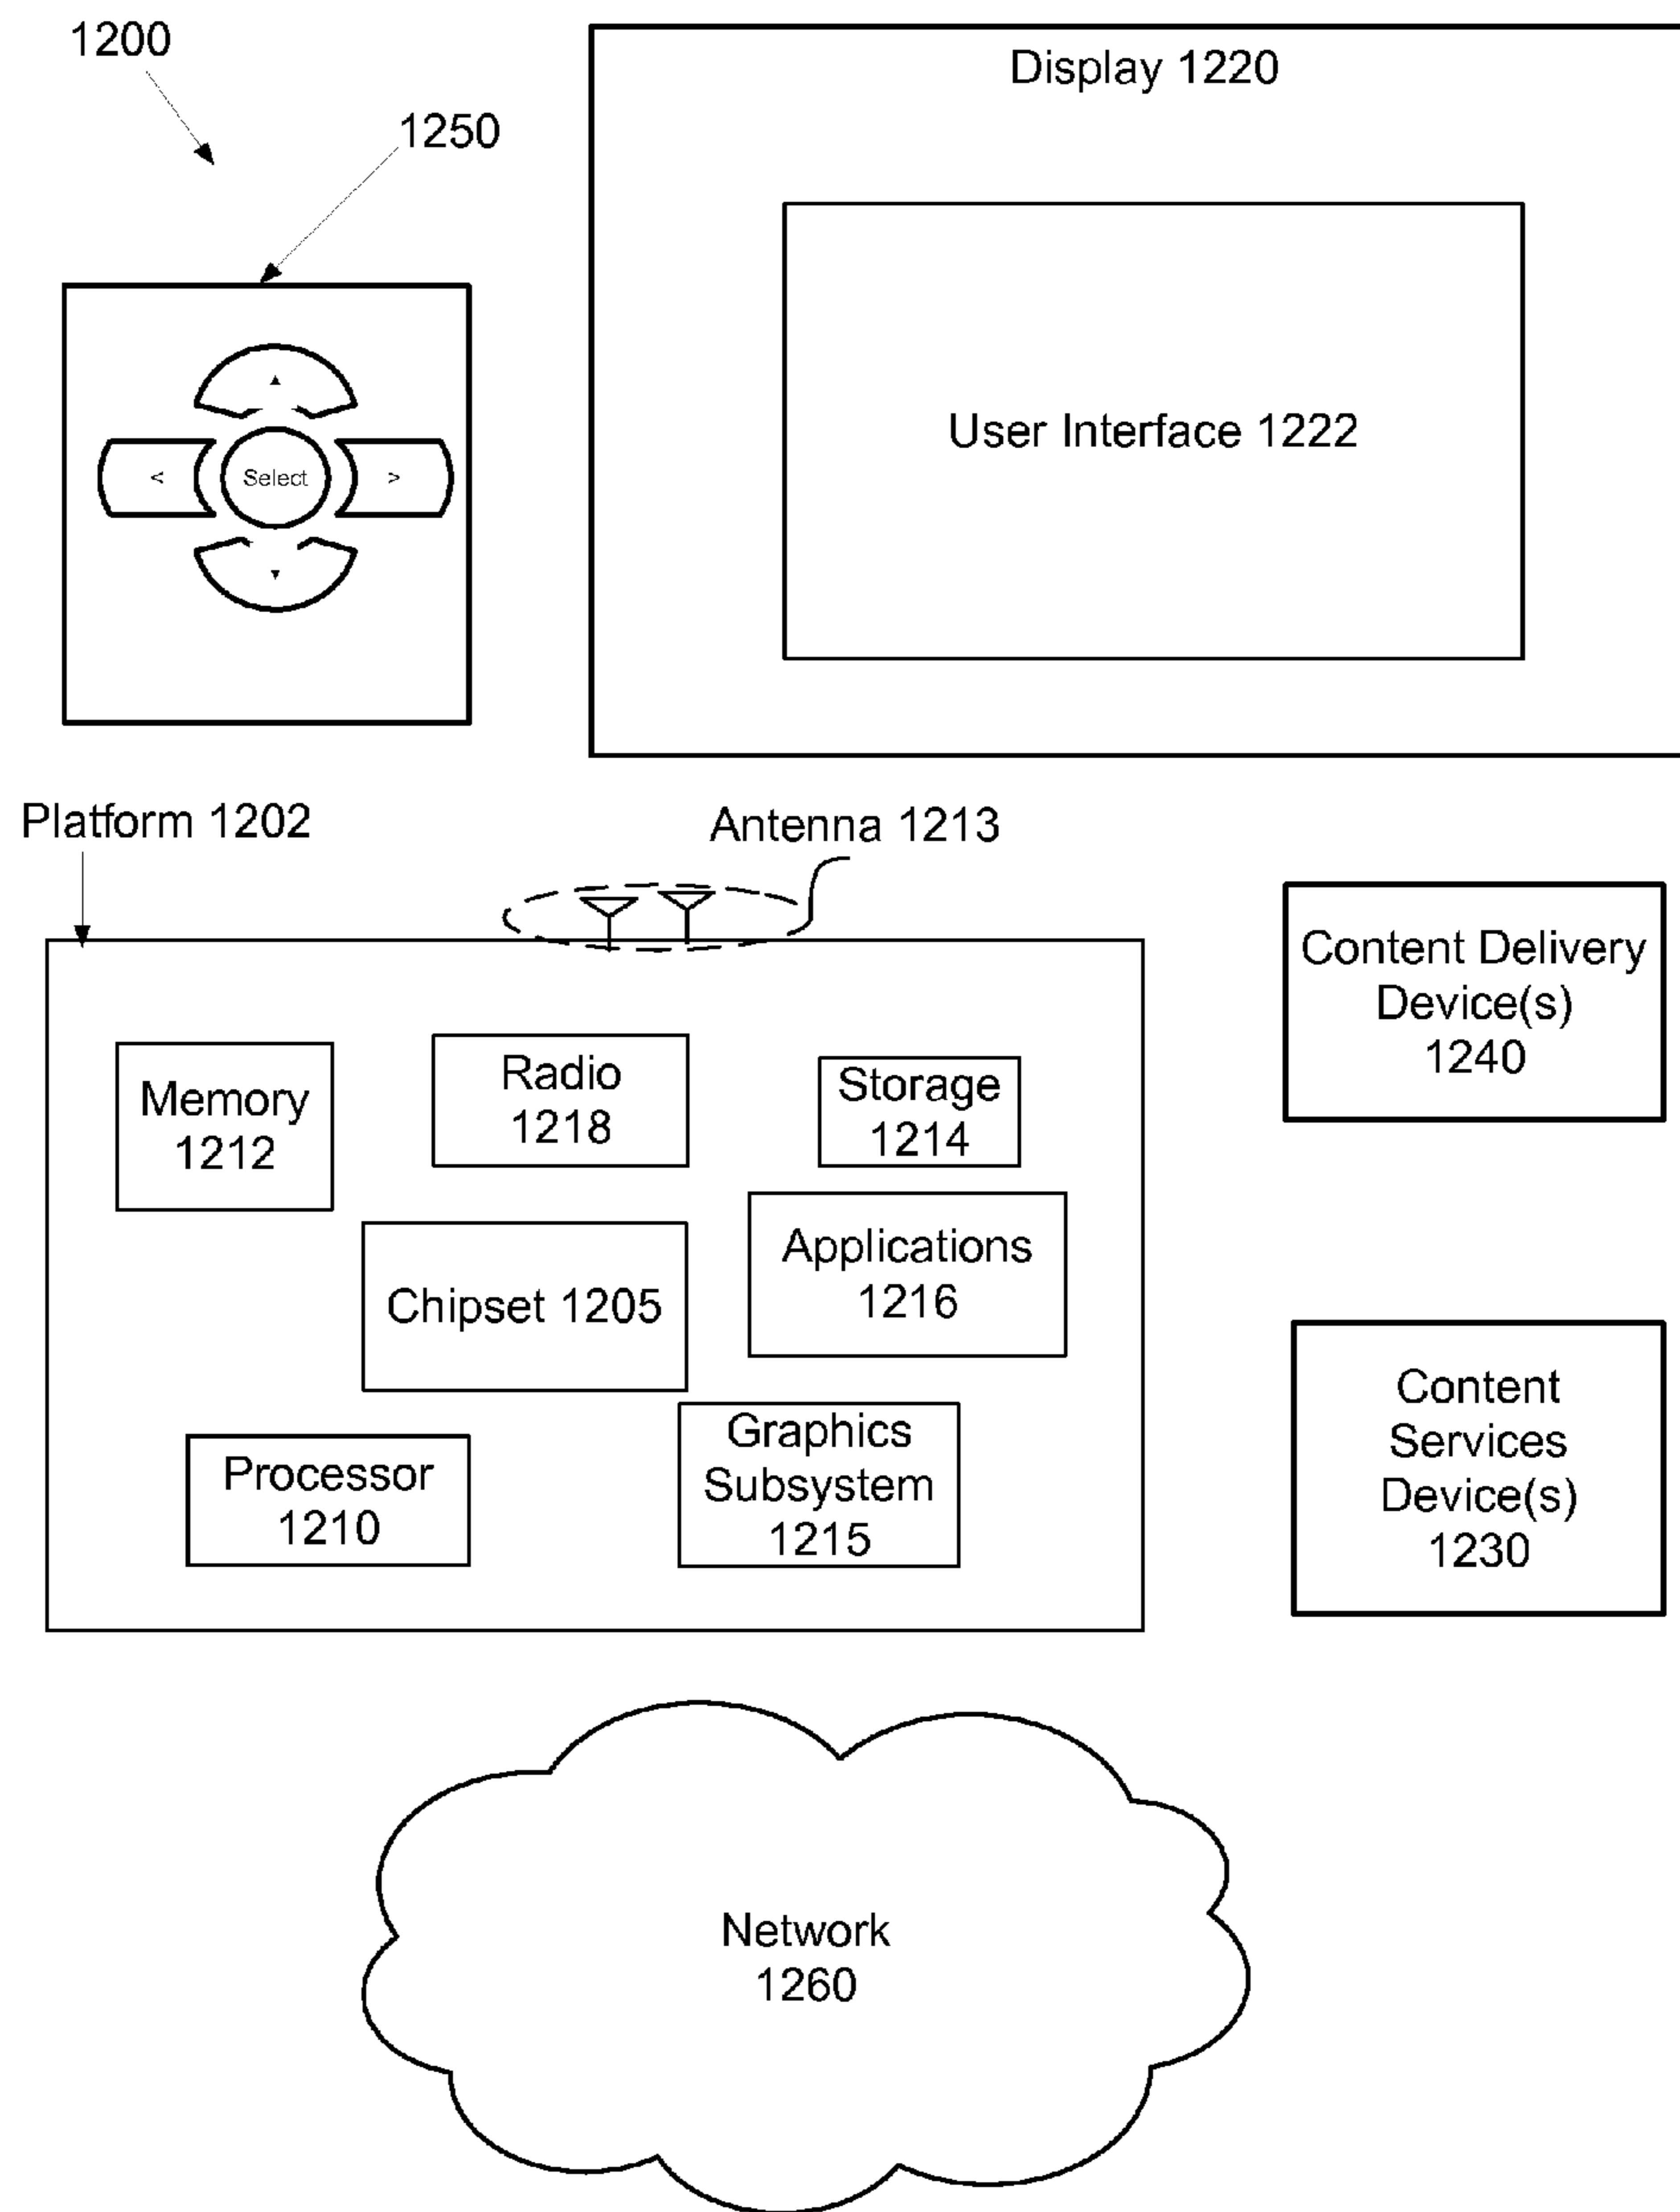 1200
1250
Display 1220
User Interface 1222
<
Select
>
Platform 1202
Antenna 1213
Memory
1212
Radio
1218
Storage
1214
Chipset 1205
Applications
1216
Processor
1210
Graphics
Subsystem
1215
Content Delivery
Device(s)
1240
Content
Services
Device(s)
1230
Network
1260